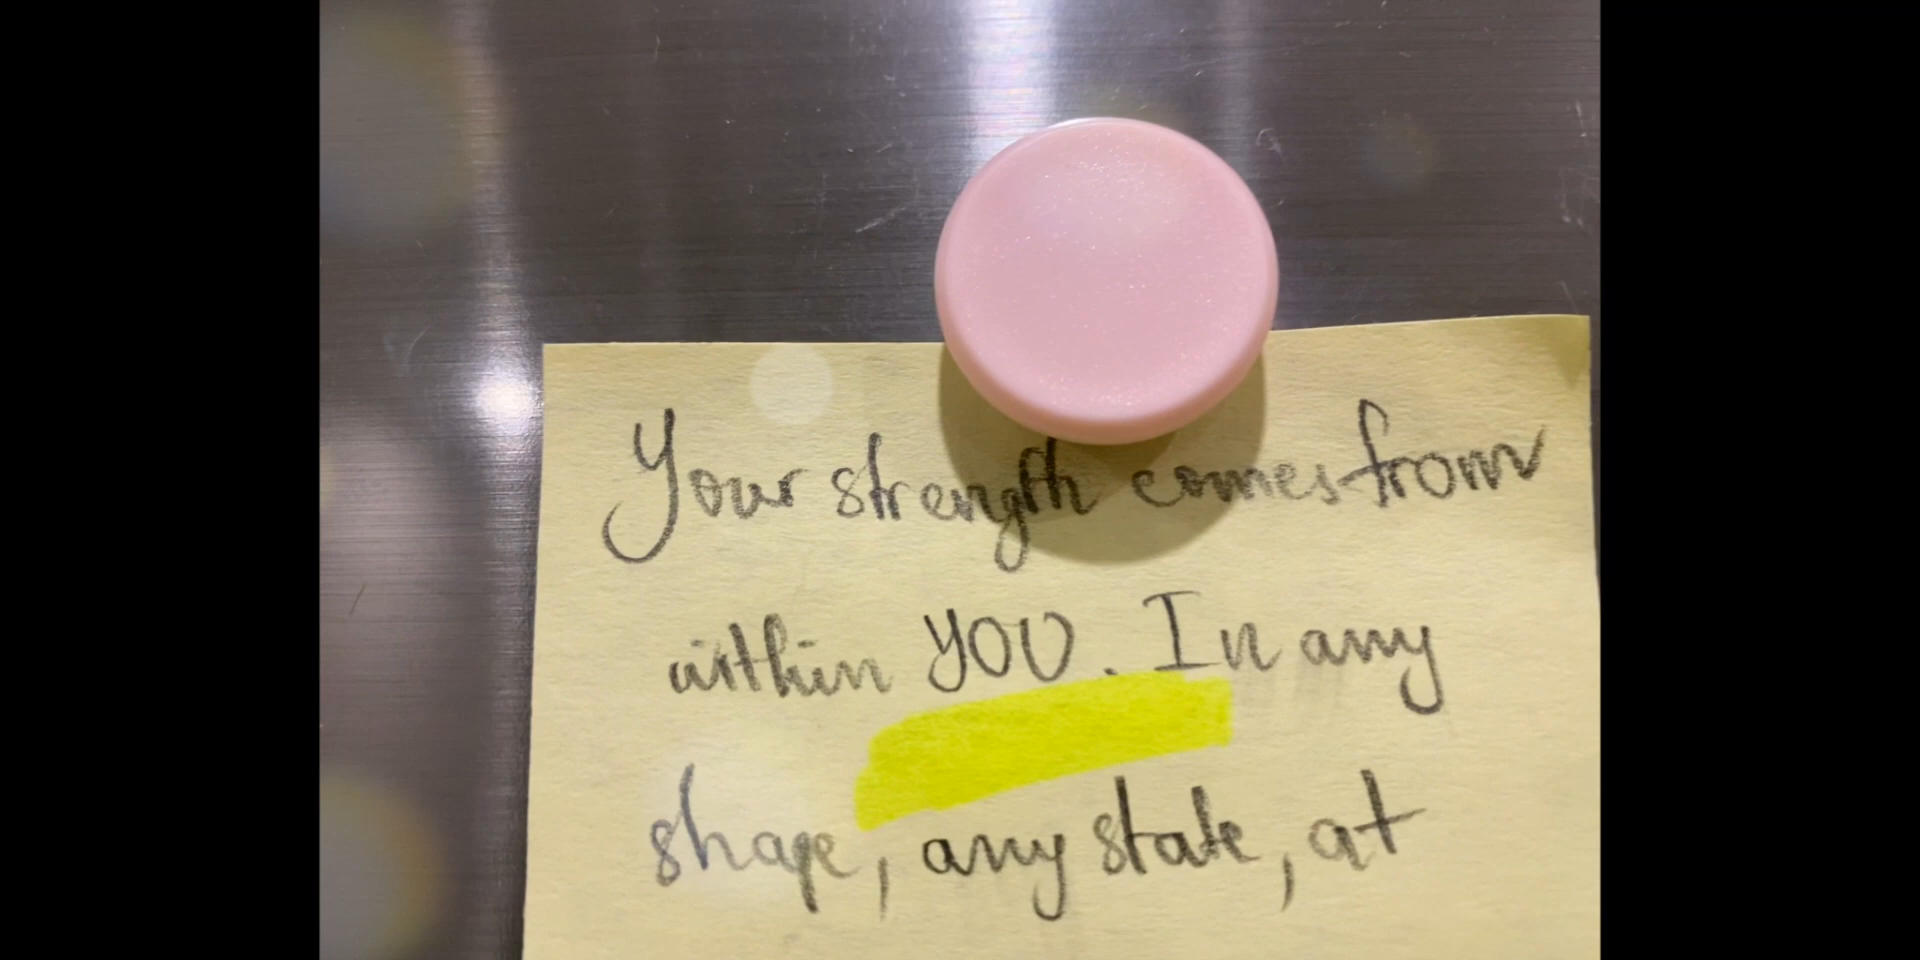 Your strength comes from
within YOU. In any
shape, any state, at